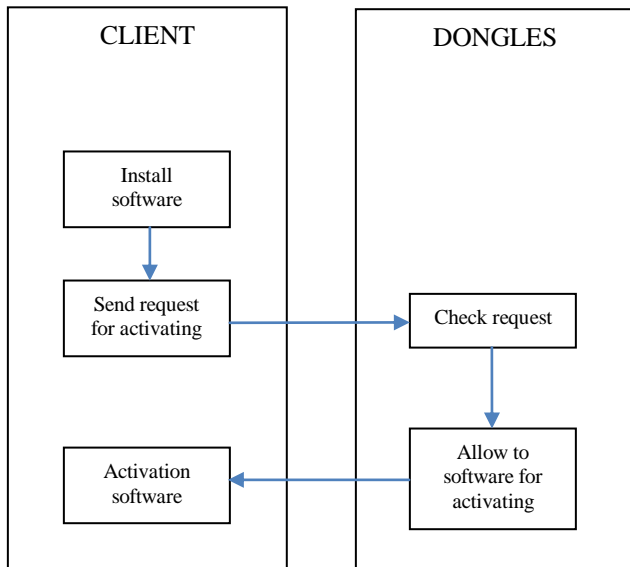 CLIENT
DONGLES
Install
software
Send request
for activating
Check request
Allow to
software for
activating
Activation
software